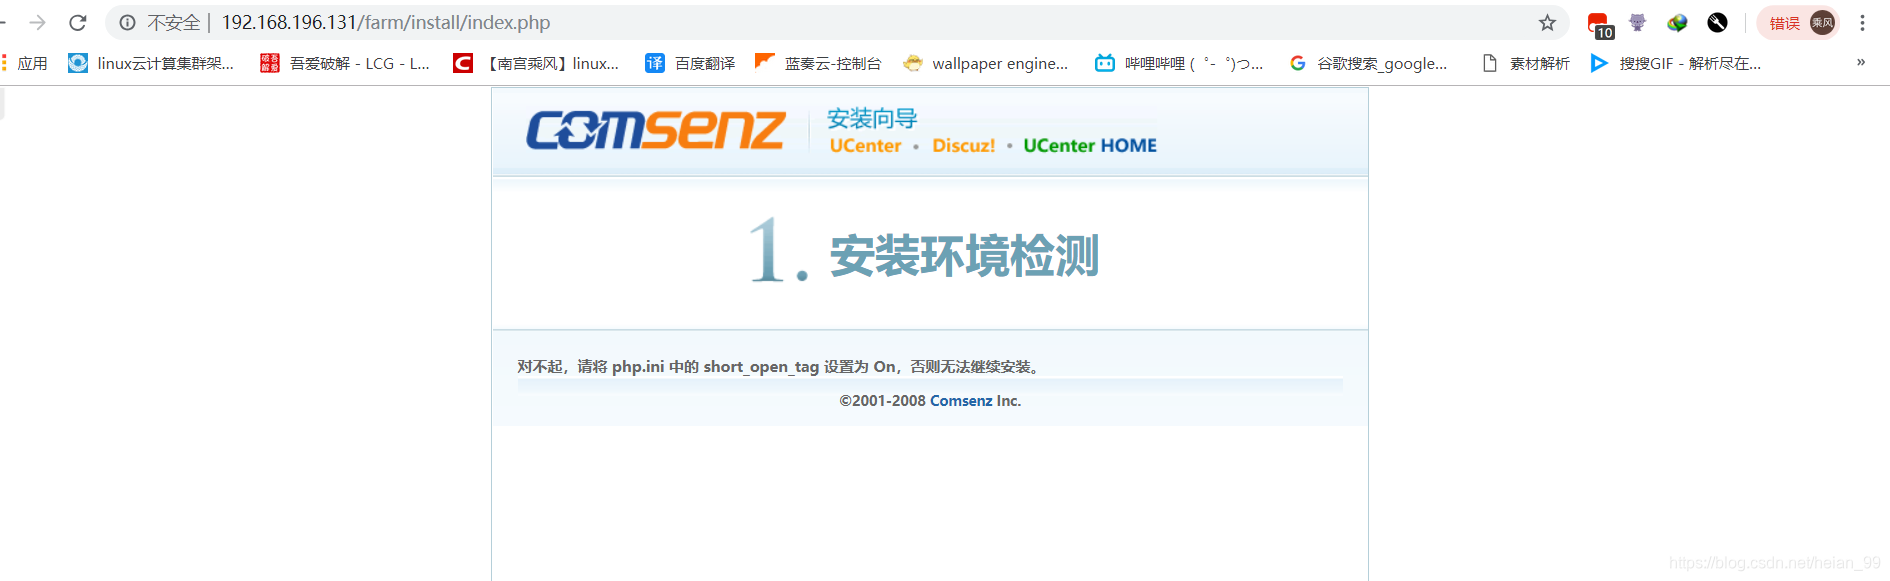 不安全 | 192.168.196.131/farm/install/index.php
10
错误 乘风
应用 linux云计算集群架... 破解 吾爱 吾爱破解 - LCG - L... C 【南宫乘风】linux... 译 百度翻译 蓝奏云-控制台 wallpaper engine... 哔哩哔哩 ( ゜- ゜)つ... G 谷歌搜索_google... 素材解析 搜搜GIF - 解析尽在... »
comsenz 安装向导
UCenter • Discuz! • UCenter HOME
1. 安装环境检测
对不起，请将 php.ini 中的 short_open_tag 设置为 On，否则无法继续安装。
©2001-2008 Comsenz Inc.
https://blog.csdn.net/heian_99